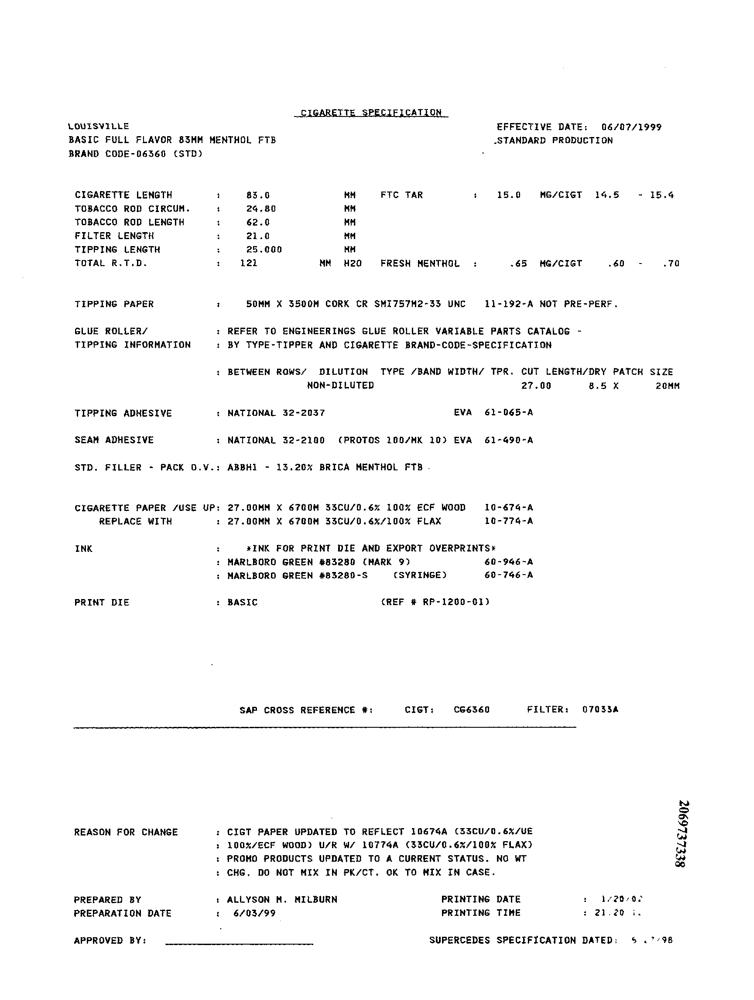 CIGARETTE SPECIFICATION
LOUISVILLE EFFECTIVE DATE: 06/07/1999
BASIC FULL FLAVOR 83MM MENTHOL FTB .STANDARD PRODUCTION
BRAND CODE-06360 (STD)
CIGARETTE LENGTH : 83.0 MM FTC TAR : 15.0 MG/CIGT 14.5 - 15.4
TOBACCO ROD CIRCUM. : 24.80 MM
TOBACCO ROD LENGTH : 62.0 MM
FILTER LENGTH : 21.0 MM
TIPPING LENGTH : 25.000 MM
TOTAL R.T.D. : 121 MM H2O FRESH MENTHOL : .65 MG/CIGT .60 - .70
TIPPING PAPER : 50MM X 3500M CORK CR SMI757M2-33 UNC 11-192-A NOT PRE-PERF.
GLUE ROLLER/ : REFER TO ENGINEERINGS GLUE ROLLER VARIABLE PARTS CATALOG -
TIPPING INFORMATION : BY TYPE-TIPPER AND CIGARETTE BRAND-CODE-SPECIFICATION
: BETWEEN ROWS/ DILUTION TYPE /BAND WIDTH/ TPR. CUT LENGTH/DRY PATCH SIZE
NON-DILUTED 27.00 8.5 X 20MM
TIPPING ADHESIVE : NATIONAL 32-2037 EVA 61-065-A
SEAM ADHESIVE : NATIONAL 32-2100 (PROTOS 100/MK 10) EVA 61-490-A
STD. FILLER - PACK O.V.: ABBH1 - 13.20% BRICA MENTHOL FTB
CIGARETTE PAPER /USE UP: 27.00MM X 6700M 33CU/0.6% 100% ECF WOOD 10-674-A
REPLACE WITH : 27.00MM X 6700M 33CU/0.6%/100% FLAX 10-774-A
INK : *INK FOR PRINT DIE AND EXPORT OVERPRINTS*
: MARLBORO GREEN #83280 (MARK 9) 60-946-A
: MARLBORO GREEN #83280-S (SYRINGE) 60-746-A
PRINT DIE : BASIC (REF # RP-1200-01)
SAP CROSS REFERENCE #: CIGT: CG6360 FILTER: 07033A
2069737338
REASON FOR CHANGE : CIGT PAPER UPDATED TO REFLECT 10674A (33CU/0.6%/UE
: 100%/ECF WOOD) U/R W/ 10774A (33CU/0.6%/100% FLAX)
: PROMO PRODUCTS UPDATED TO A CURRENT STATUS. NO WT
: CHG. DO NOT MIX IN PK/CT. OK TO MIX IN CASE.
PREPARED BY : ALLYSON M. MILBURN PRINTING DATE :
PREPARATION DATE : 6/03/99 PRINTING TIME :
APPROVED BY: SUPERCEDES SPECIFICATION DATED: